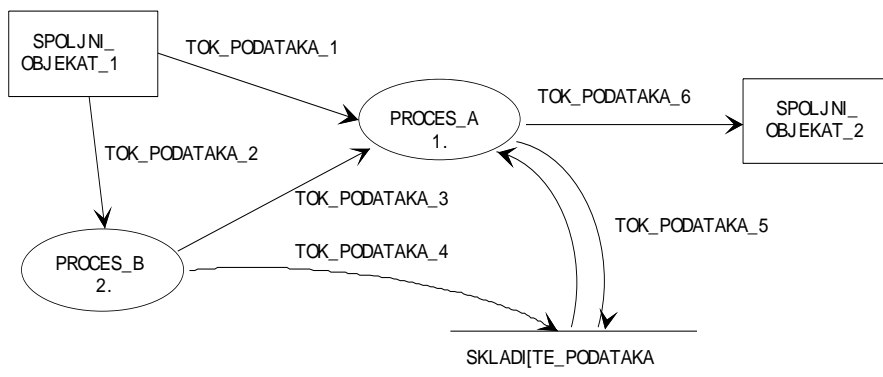 SPOLJNI_
OBJEKAT_1
TOK_PODATAKA_1
TOK_PODATAKA_6
SPOLJNI_
OBJEKAT_2
PROCES_A
1.
TOK_PODATAKA_2
TOK_PODATAKA_3
TOK_PODATAKA_5
TOK_PODATAKA_4
PROCES_B
2.
SKLADI[TE_PODATAKA